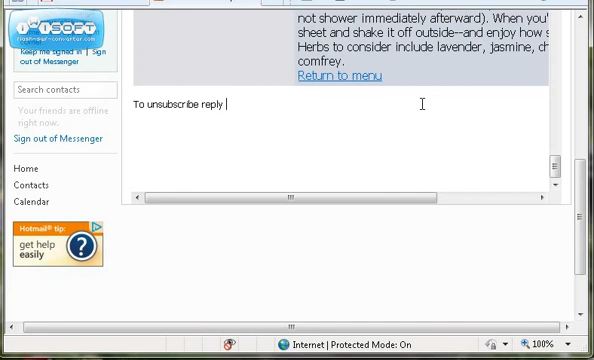 not shower immediately afterward). When you'
sheet and shake it off outside--and enjoy how s
Herbs to consider include lavender, jasmine, ch
comfrey.
Return to menu
To unsubscribe reply
Keep me signed in | Sign
out of Messenger
Search contacts
Your friends are offline
right now.
Sign out of Messenger
Home
Contacts
Calendar
Hotmail® tip:
get help
easily
Internet | Protected Mode: On
100%